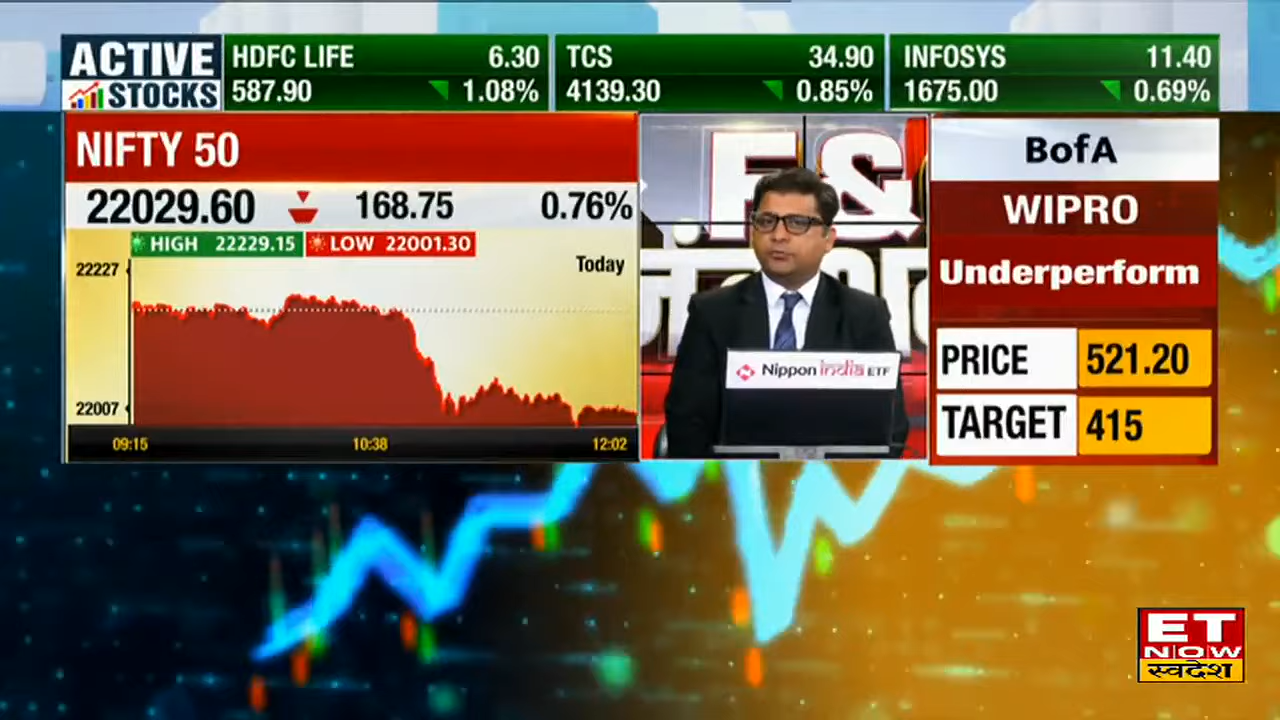 ACTIVE
STOCKS
HDFC LIFE 6.30
587.90 1.08%
TCS 34.90
4139.30 0.85%
INFOSYS 11.40
1675.00 0.69%
NIFTY 50
22029.60 168.75 0.76%
HIGH 22229.15 LOW 22001.30
Today
22227
22007
09:15 10:38 12:02
F&
Nippon india ETF
BofA
WIPRO
Underperform
PRICE 521.20
TARGET 415
ET
NOW
स्वदेश